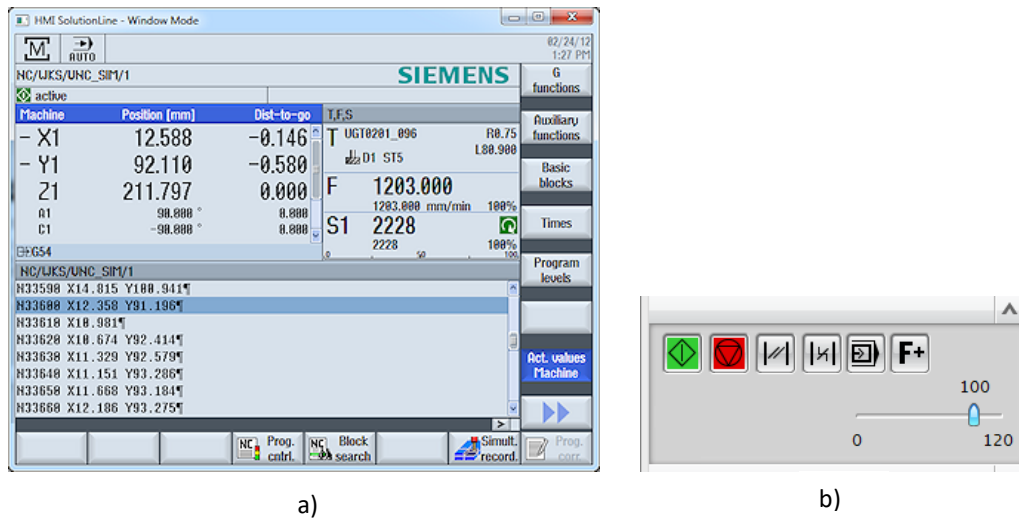 HMI SolutionLine - Window Mode
M AUTO 02/24/12
1:27 PM
NC/WKS/UNC_SIM/1 SIEMENS
active
Machine Position [mm] Dist-to-go T,F,S
X1 12.588 -0.146
Y1 92.110 -0.580
Z1 211.797 0.000
A1 90.000 ° 0.000
C1 -90.000 ° 0.000
G54
T UGT0201_096 R0.75
D1 ST5 L80.900
F 1203.000
1203.000 mm/min 100%
S1 2228
2228 100%
0 50 100
NC/WKS/UNC_SIM/1
N33590 X14.815 Y100.941¶
N33600 X12.358 Y91.196¶
N33610 X10.981¶
N33620 X10.674 Y92.414¶
N33630 X11.329 Y92.579¶
N33640 X11.151 Y93.286¶
N33650 X11.668 Y93.184¶
N33660 X12.186 Y93.275¶
G
functions
Auxiliary
functions
Basic
blocks
Times
Program
levels
Act. values
Machine
NC Prog.
cntrl.
NC Block
search
Simult.
record.
Prog.
corr.
a)
F+
100
0 120
b)